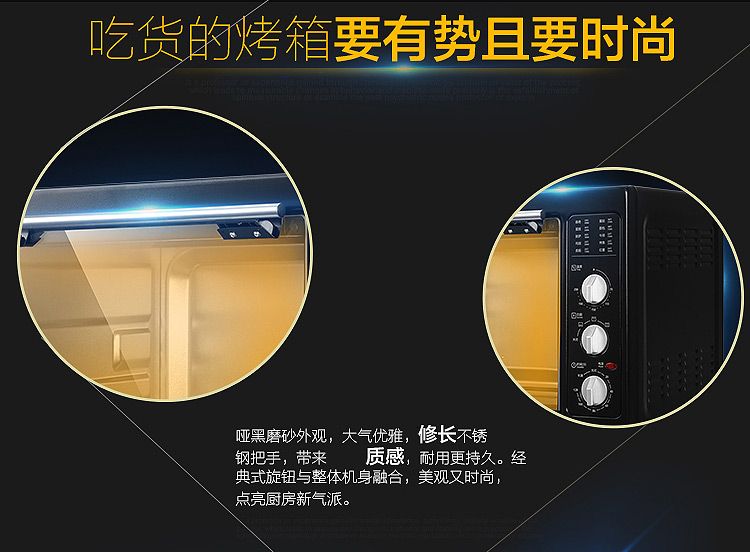 吃货的烤箱要有势且要时尚
哑黑磨砂外观，大气优雅，修长不锈
钢把手，带来 质感，耐用更持久。经
典式旋钮与整体机身融合，美观又时尚，
点亮厨房新气派。